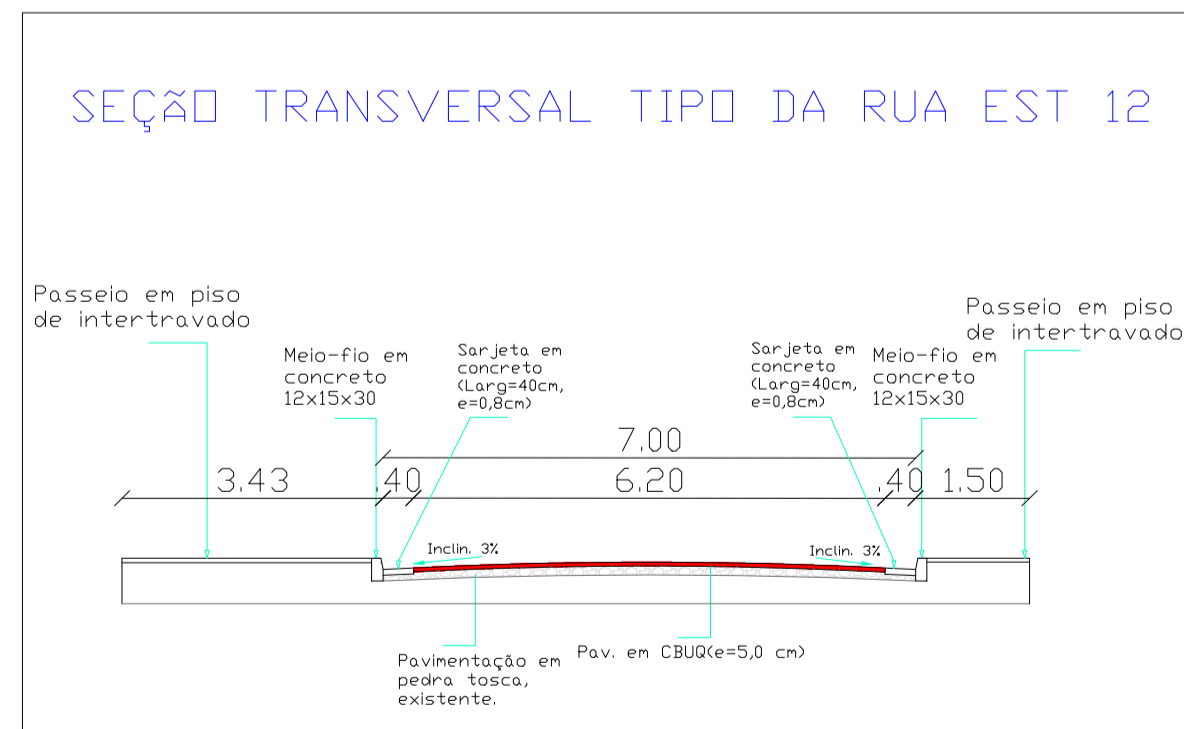 SEÇÃO TRANSVERSAL TIPO DA RUA EST 12
Passeio em piso
de intertravado
Meio-fio em
concreto
12x15x30
Sarjeta em
concreto
(Larg=40cm,
e=0,8cm)
Sarjeta em
concreto
(Larg=40cm,
e=0,8cm)
Meio-fio em
concreto
12x15x30
Passeio em piso
de intertravado
7.00
3.43 .40 6.20 .40 1.50
Inclin. 3% Inclin. 3%
Pavimentação em
pedra tosca,
existente.
Pav. em CBUQ(e=5,0 cm)